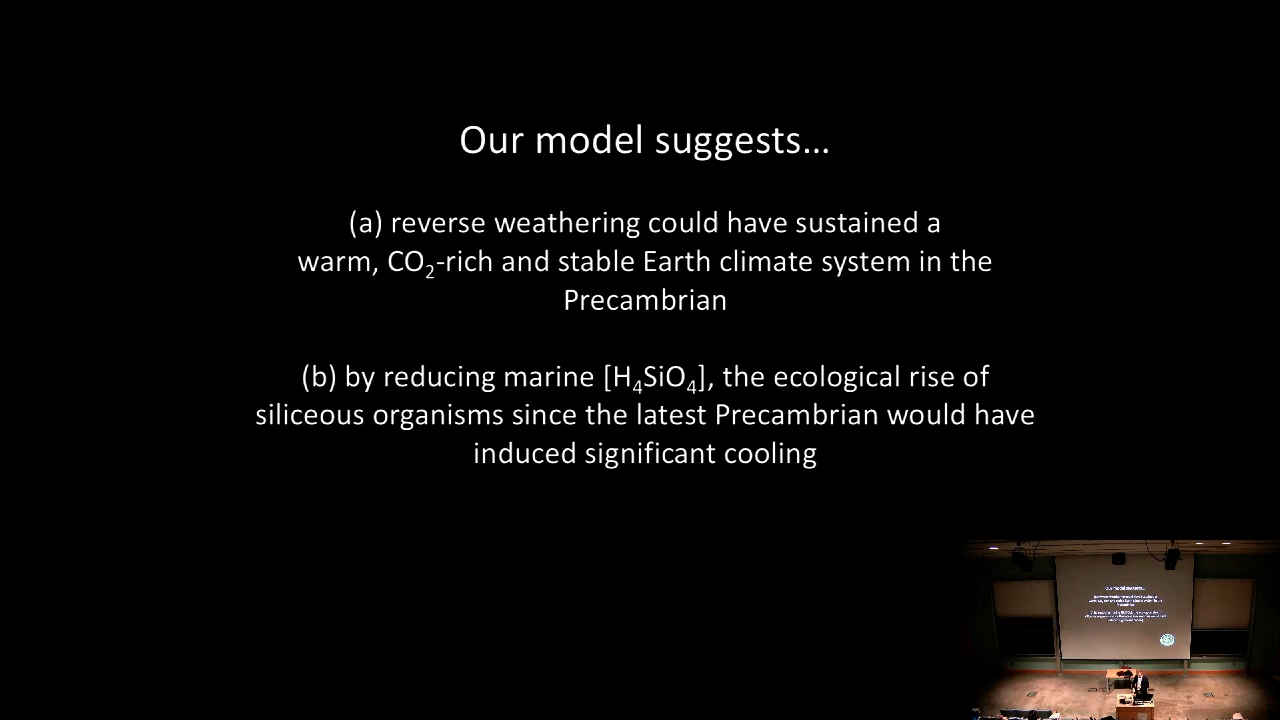 Our model suggests...
(a) reverse weathering could have sustained a
warm, CO₂-rich and stable Earth climate system in the
Precambrian
(b) by reducing marine [H₄SiO₄], the ecological rise of
siliceous organisms since the latest Precambrian would have
induced significant cooling